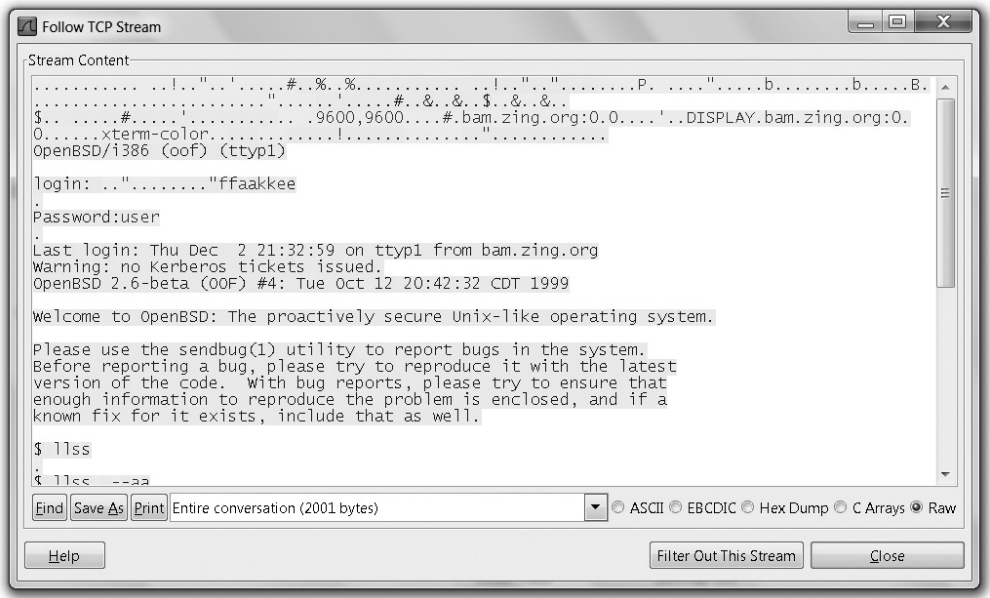 Follow TCP Stream
Stream Content
........... ..!.."..'.....#..%..%........... ..!.."..".........P. ....".....b........b.....B.
........................."......'.....#..&..&..$..&..&..
$.. .....#.....'........... .9600,9600....#.bam.zing.org:0.0....'..DISPLAY.bam.zing.org:0.
0......xterm-color.............!..............."............
OpenBSD/i386 (oof) (ttyp1)
login: .."........"ffaakkee
.
Password:user
.
Last login: Thu Dec  2 21:32:59 on ttyp1 from bam.zing.org
Warning: no Kerberos tickets issued.
OpenBSD 2.6-beta (OOF) #4: Tue Oct 12 20:42:32 CDT 1999
Welcome to OpenBSD: The proactively secure Unix-like operating system.
Please use the sendbug(1) utility to report bugs in the system.
Before reporting a bug, please try to reproduce it with the latest
version of the code.  With bug reports, please try to ensure that
enough information to reproduce the problem is enclosed, and if a
known fix for it exists, include that as well.
$ llss
.
$ llss  --aa
Find Save As Print Entire conversation (2001 bytes) ASCII EBCDIC Hex Dump C Arrays Raw
Help Filter Out This Stream Close